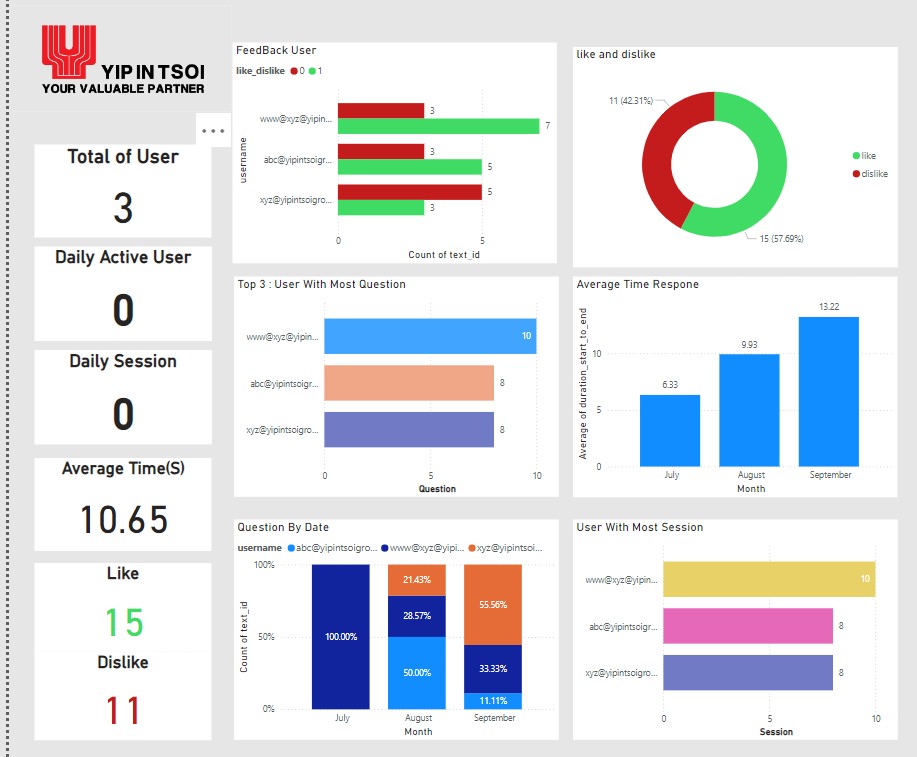 YIP IN TSOI
YOUR VALUABLE PARTNER
Total of User
3
Daily Active User
0
Daily Session
0
Average Time(S)
10.65
Like
15
Dislike
11
FeedBack User
like_dislike 0 1
username
www@xyz@yipin... 3
7
abc@yipintsoigr... 3
5
xyz@yipintsoigro... 5
3
0 5
Count of text_id
like and dislike
11 (42.31%)
15 (57.69%)
like
dislike
Top 3 : User With Most Question
www@xyz@yipin... 10
abc@yipintsoigr... 8
xyz@yipintsoigro... 8
0 5 10
Question
Average Time Respone
Average of duration_start_to_end
10
5
0
6.33
9.93
13.22
July August September
Month
Question By Date
username abc@yipintsoigro... www@xyz@yipi... xyz@yipintsoi...
Count of text_id
100%
50%
0%
100.00%
21.43%
28.57%
50.00%
55.56%
33.33%
11.11%
July August September
Month
User With Most Session
www@xyz@yipin... 10
abc@yipintsoigr... 8
xyz@yipintsoigro... 8
0 5 10
Session